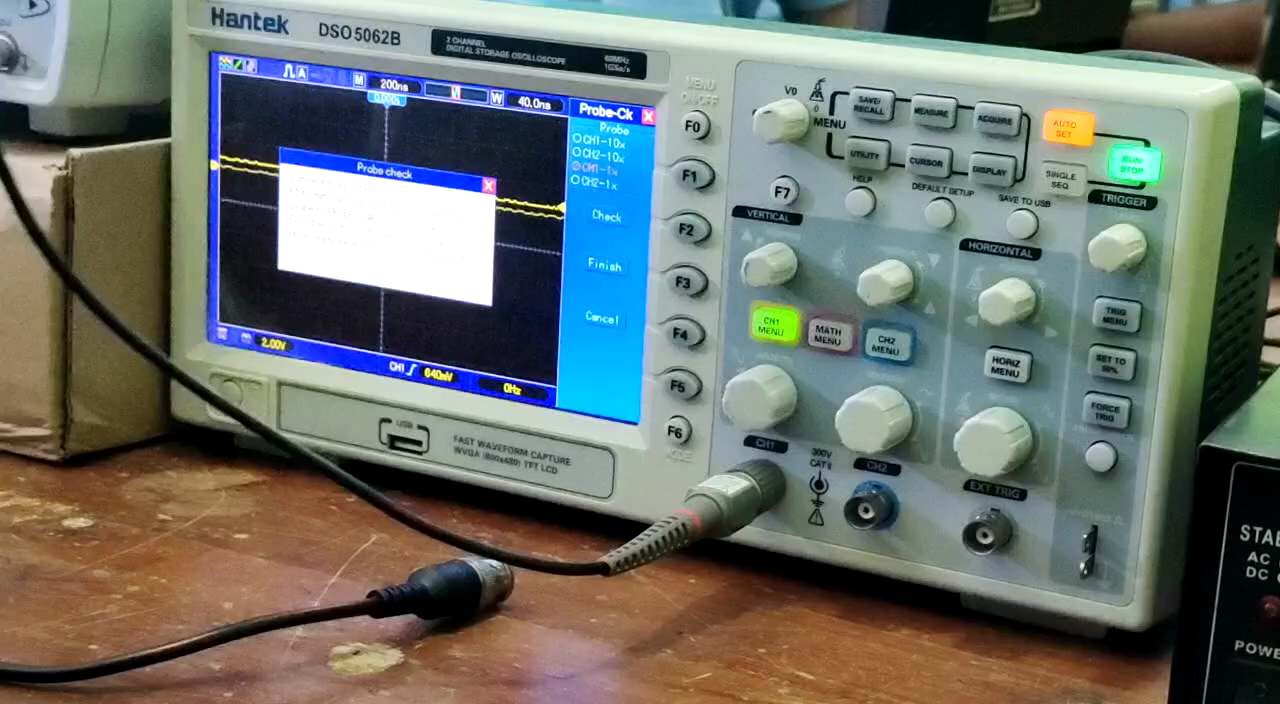 Hantek
DSO5062B
2 CHANNEL
DIGITAL STORAGE OSCILLOSCOPE
60MHz
1GSa/s
M 200ns
W 40.0ns
0.000s
Probe-Ck
Probe
CH1-10x
CH2-10x
CH1-1x
CH2-1x
Check
Finish
Cancel
Probe check
2.00V
CH1
640mV
0Hz
MENU
ON/OFF
F0
F1
F2
F3
F4
F5
F6
F7
V0
MENU
SAVE/
RECALL
MEASURE
ACQUIRE
UTILITY
CURSOR
DISPLAY
AUTO
SET
RUN/
STOP
SINGLE
SEQ
HELP
DEFAULT SETUP
SAVE TO USB
VERTICAL
HORIZONTAL
TRIGGER
CH1
MENU
MATH
MENU
CH2
MENU
HORIZ
MENU
TRIG
MENU
SET TO
50%
FORCE
TRIG
CH1
CH2
EXT TRIG
300V
CAT II
USB
FAST WAVEFORM CAPTURE
WVGA (800x480) TFT LCD
AC
DC